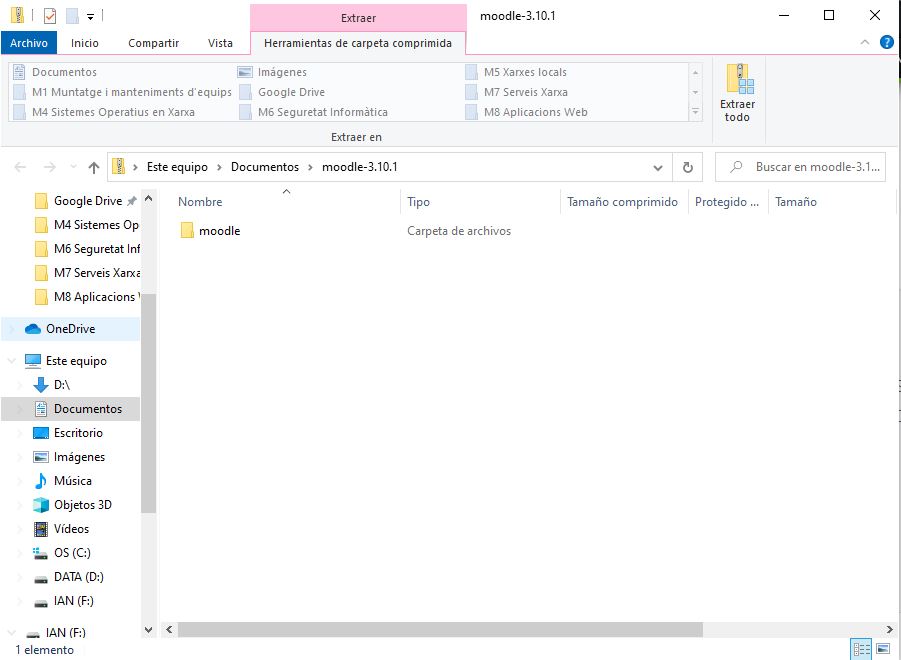 Extraer
moodle-3.10.1
Archivo
Inicio
Compartir
Vista
Herramientas de carpeta comprimida
Documentos
Imágenes
M5 Xarxes locals
M1 Muntatge i manteniments d'equips
Google Drive
M7 Serveis Xarxa
M4 Sistemes Operatius en Xarxa
M6 Seguretat Informàtica
M8 Aplicacions Web
Extraer
todo
Extraer en
Este equipo > Documentos > moodle-3.10.1
Buscar en moodle-3.1...
Nombre
Tipo
Tamaño comprimido
Protegido ...
Tamaño
moodle
Carpeta de archivos
Google Drive
M4 Sistemes Op
M6 Seguretat Inf
M7 Serveis Xarxa
M8 Aplicacions
OneDrive
Este equipo
D:\
Documentos
Escritorio
Imágenes
Música
Objetos 3D
Vídeos
OS (C:)
DATA (D:)
IAN (F:)
IAN (F:)
1 elemento